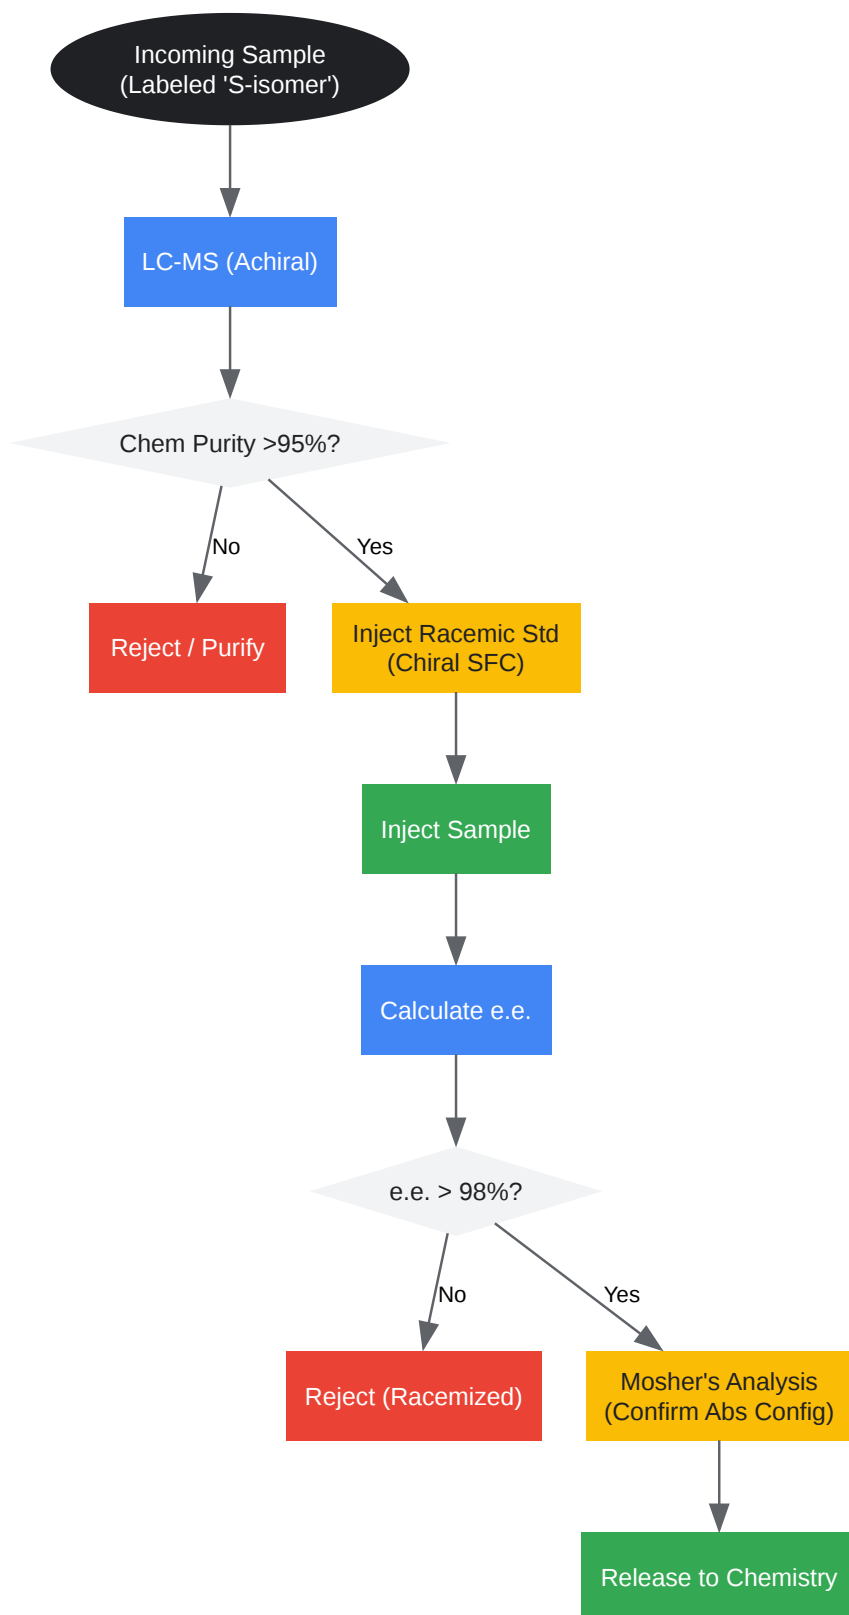 Incoming Sample
(Labeled 'S-isomer')
LC-MS (Achiral)
Chem Purity >95%?
No
Yes
Reject / Purify
Inject Racemic Std
(Chiral SFC)
Inject Sample
Calculate e.e.
e.e. > 98%?
No
Yes
Reject (Racemized)
Mosher's Analysis
(Confirm Abs Config)
Release to Chemistry